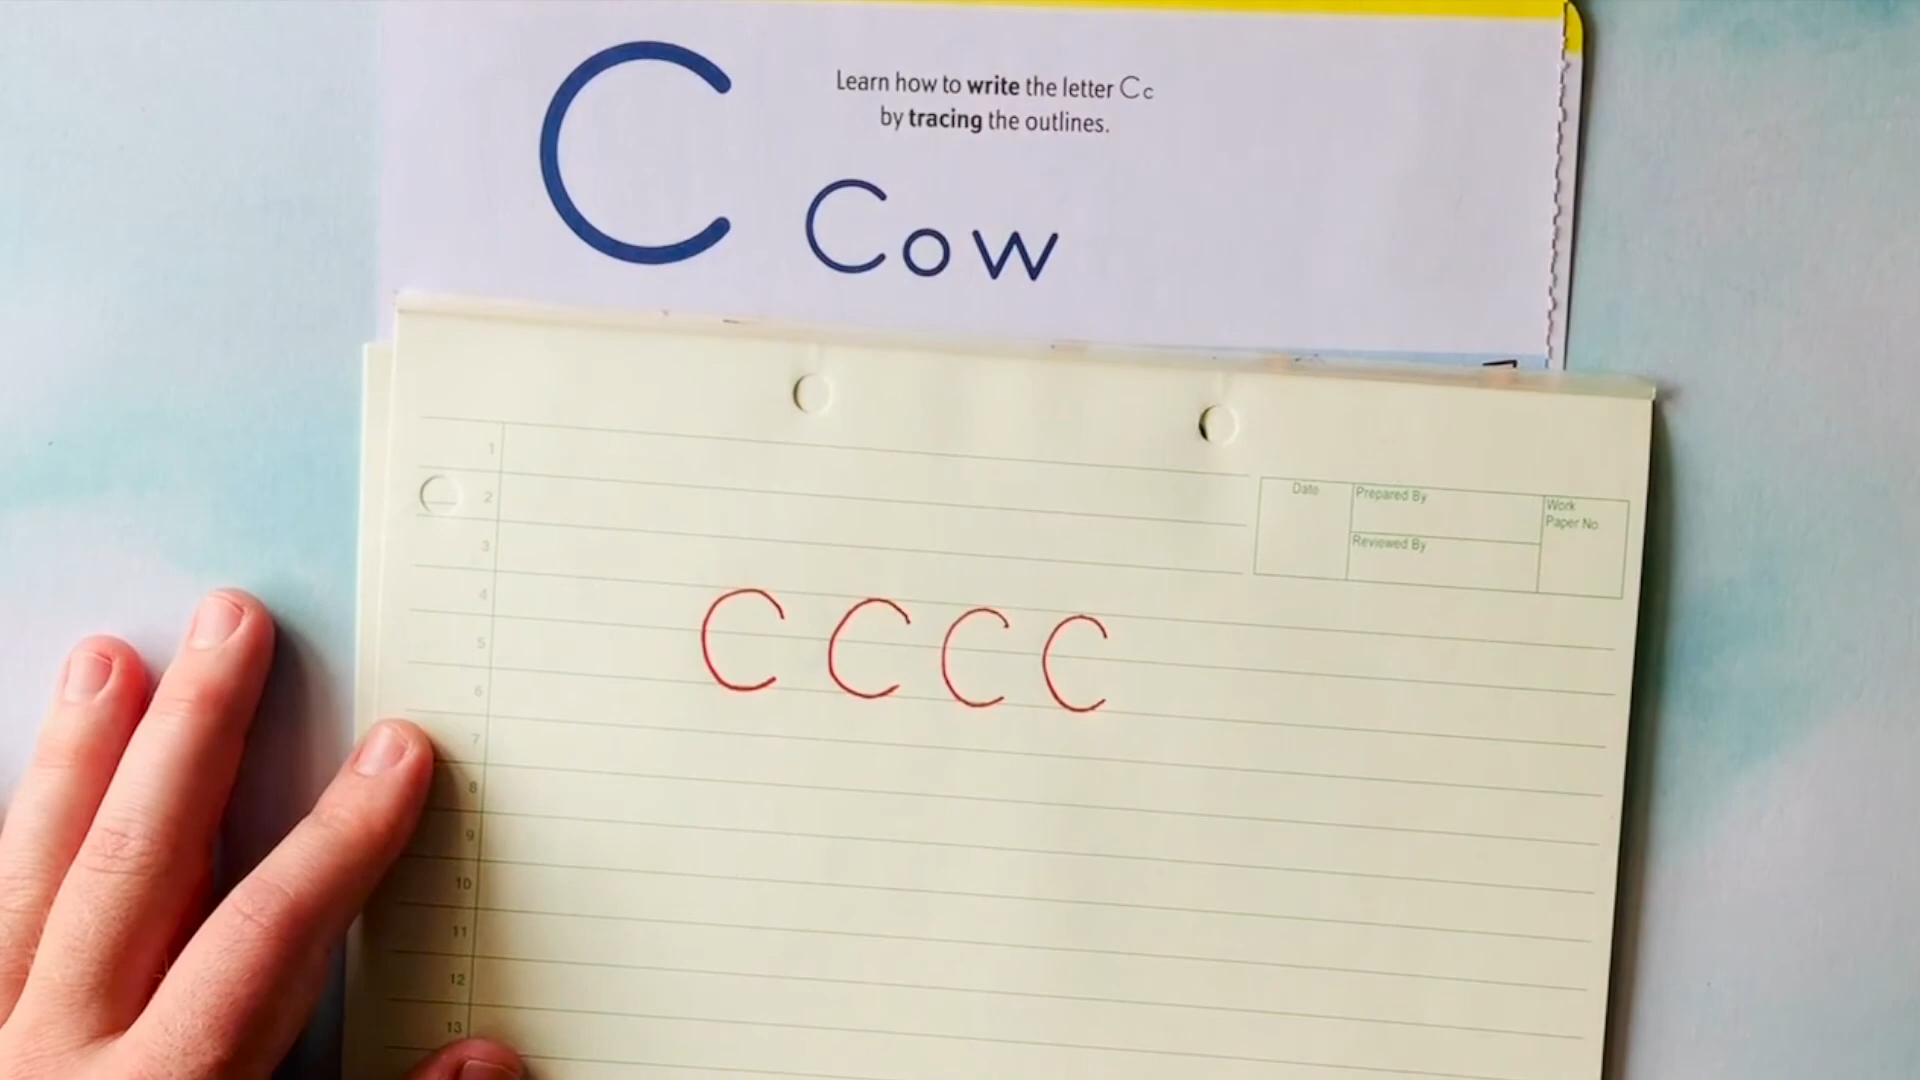 C
Learn how to write the letter Cc
by tracing the outlines.
Cow
1
Date
Prepared By
Work
Paper No
2
Reviewed By
3
4
C C C C
5
6
7
8
9
10
11
12
13